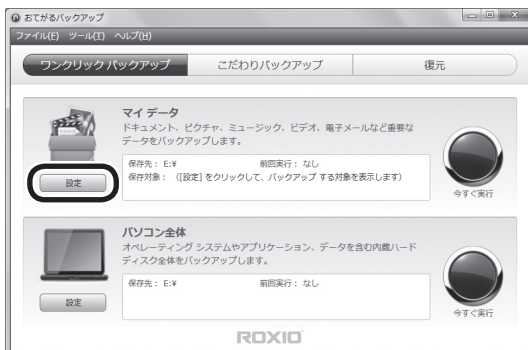 おてがるバックアップ
ファイル(F) ツール(T) ヘルプ(H)
ワンクリック バックアップ こだわりバックアップ 復元
マイ データ
ドキュメント、ピクチャ、ミュージック、ビデオ、電子メールなど重要な
データをバックアップします。
保存先： E:¥ 前回実行： なし
保存対象： （[設定] をクリックして、バックアップ する対象を表示します）
設定
今すぐ実行
パソコン全体
オペレーティング システムやアプリケーション、データを含む内蔵ハード
ディスク全体をバックアップします。
保存先： E:¥ 前回実行： なし
設定
今すぐ実行
ROXIO